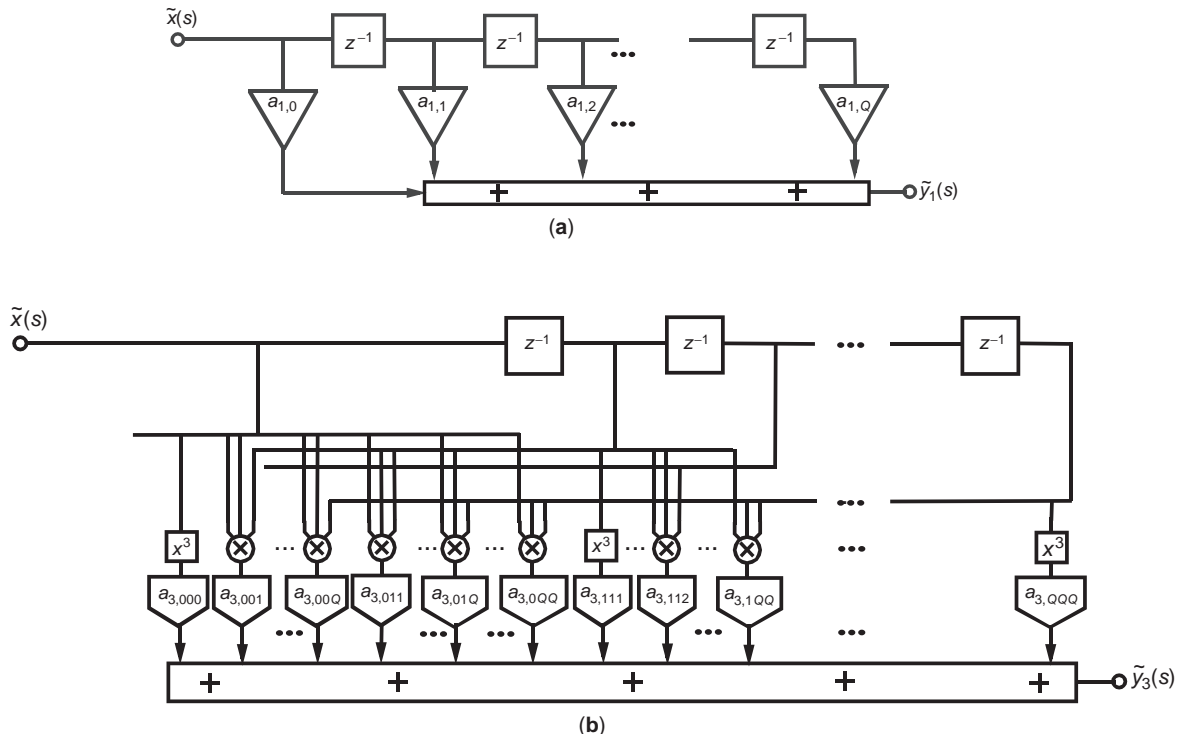 x̃(s) z⁻¹ z⁻¹ ... z⁻¹
a₁,₀ a₁,₁ a₁,₂ ... a₁,Q
+ + + ỹ₁(s)
(a)
x̃(s)
z⁻¹ z⁻¹ ... z⁻¹
...
x³ × ... × × ... × ... × x³ ... × ... × ... x³
a₃,₀₀₀ a₃,₀₀₁ a₃,₀₀Q a₃,₀₁₁ a₃,₀₁Q a₃,₀QQ a₃,₁₁₁ a₃,₁₁₂ a₃,₁QQ a₃,QQQ
... ... ... ... ...
+ + + + + ỹ₃(s)
(b)